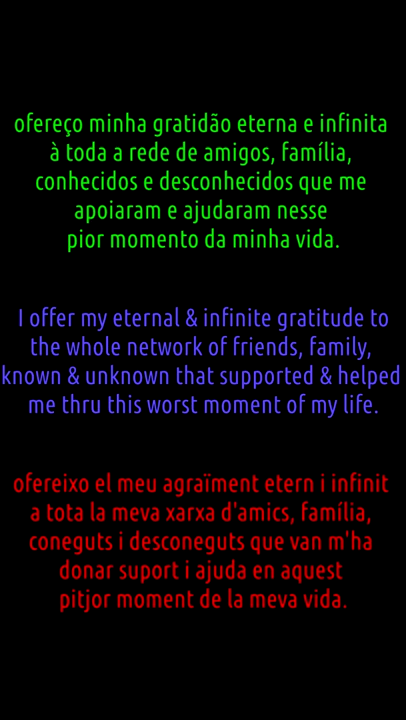 ofereço minha gratidão eterna e infinita
à toda a rede de amigos, família,
conhecidos e desconhecidos que me
apoiaram e ajudaram nesse
pior momento da minha vida.
I offer my eternal & infinite gratitude to
the whole network of friends, family,
known & unknown that supported & helped
me thru this worst moment of my life.
ofereixo el meu agraïment etern i infinit
a tota la meva xarxa d'amics, família,
coneguts i desconeguts que van m'ha
donar suport i ajuda en aquest
pitjor moment de la meva vida.